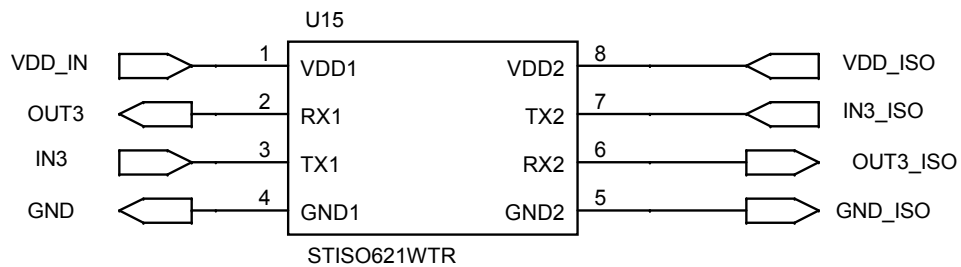 U15
VDD_IN 1 VDD1 VDD2 8 VDD_ISO
OUT3 2 RX1 TX2 7 IN3_ISO
IN3 3 TX1 RX2 6 OUT3_ISO
GND 4 GND1 GND2 5 GND_ISO
STISO621WTR